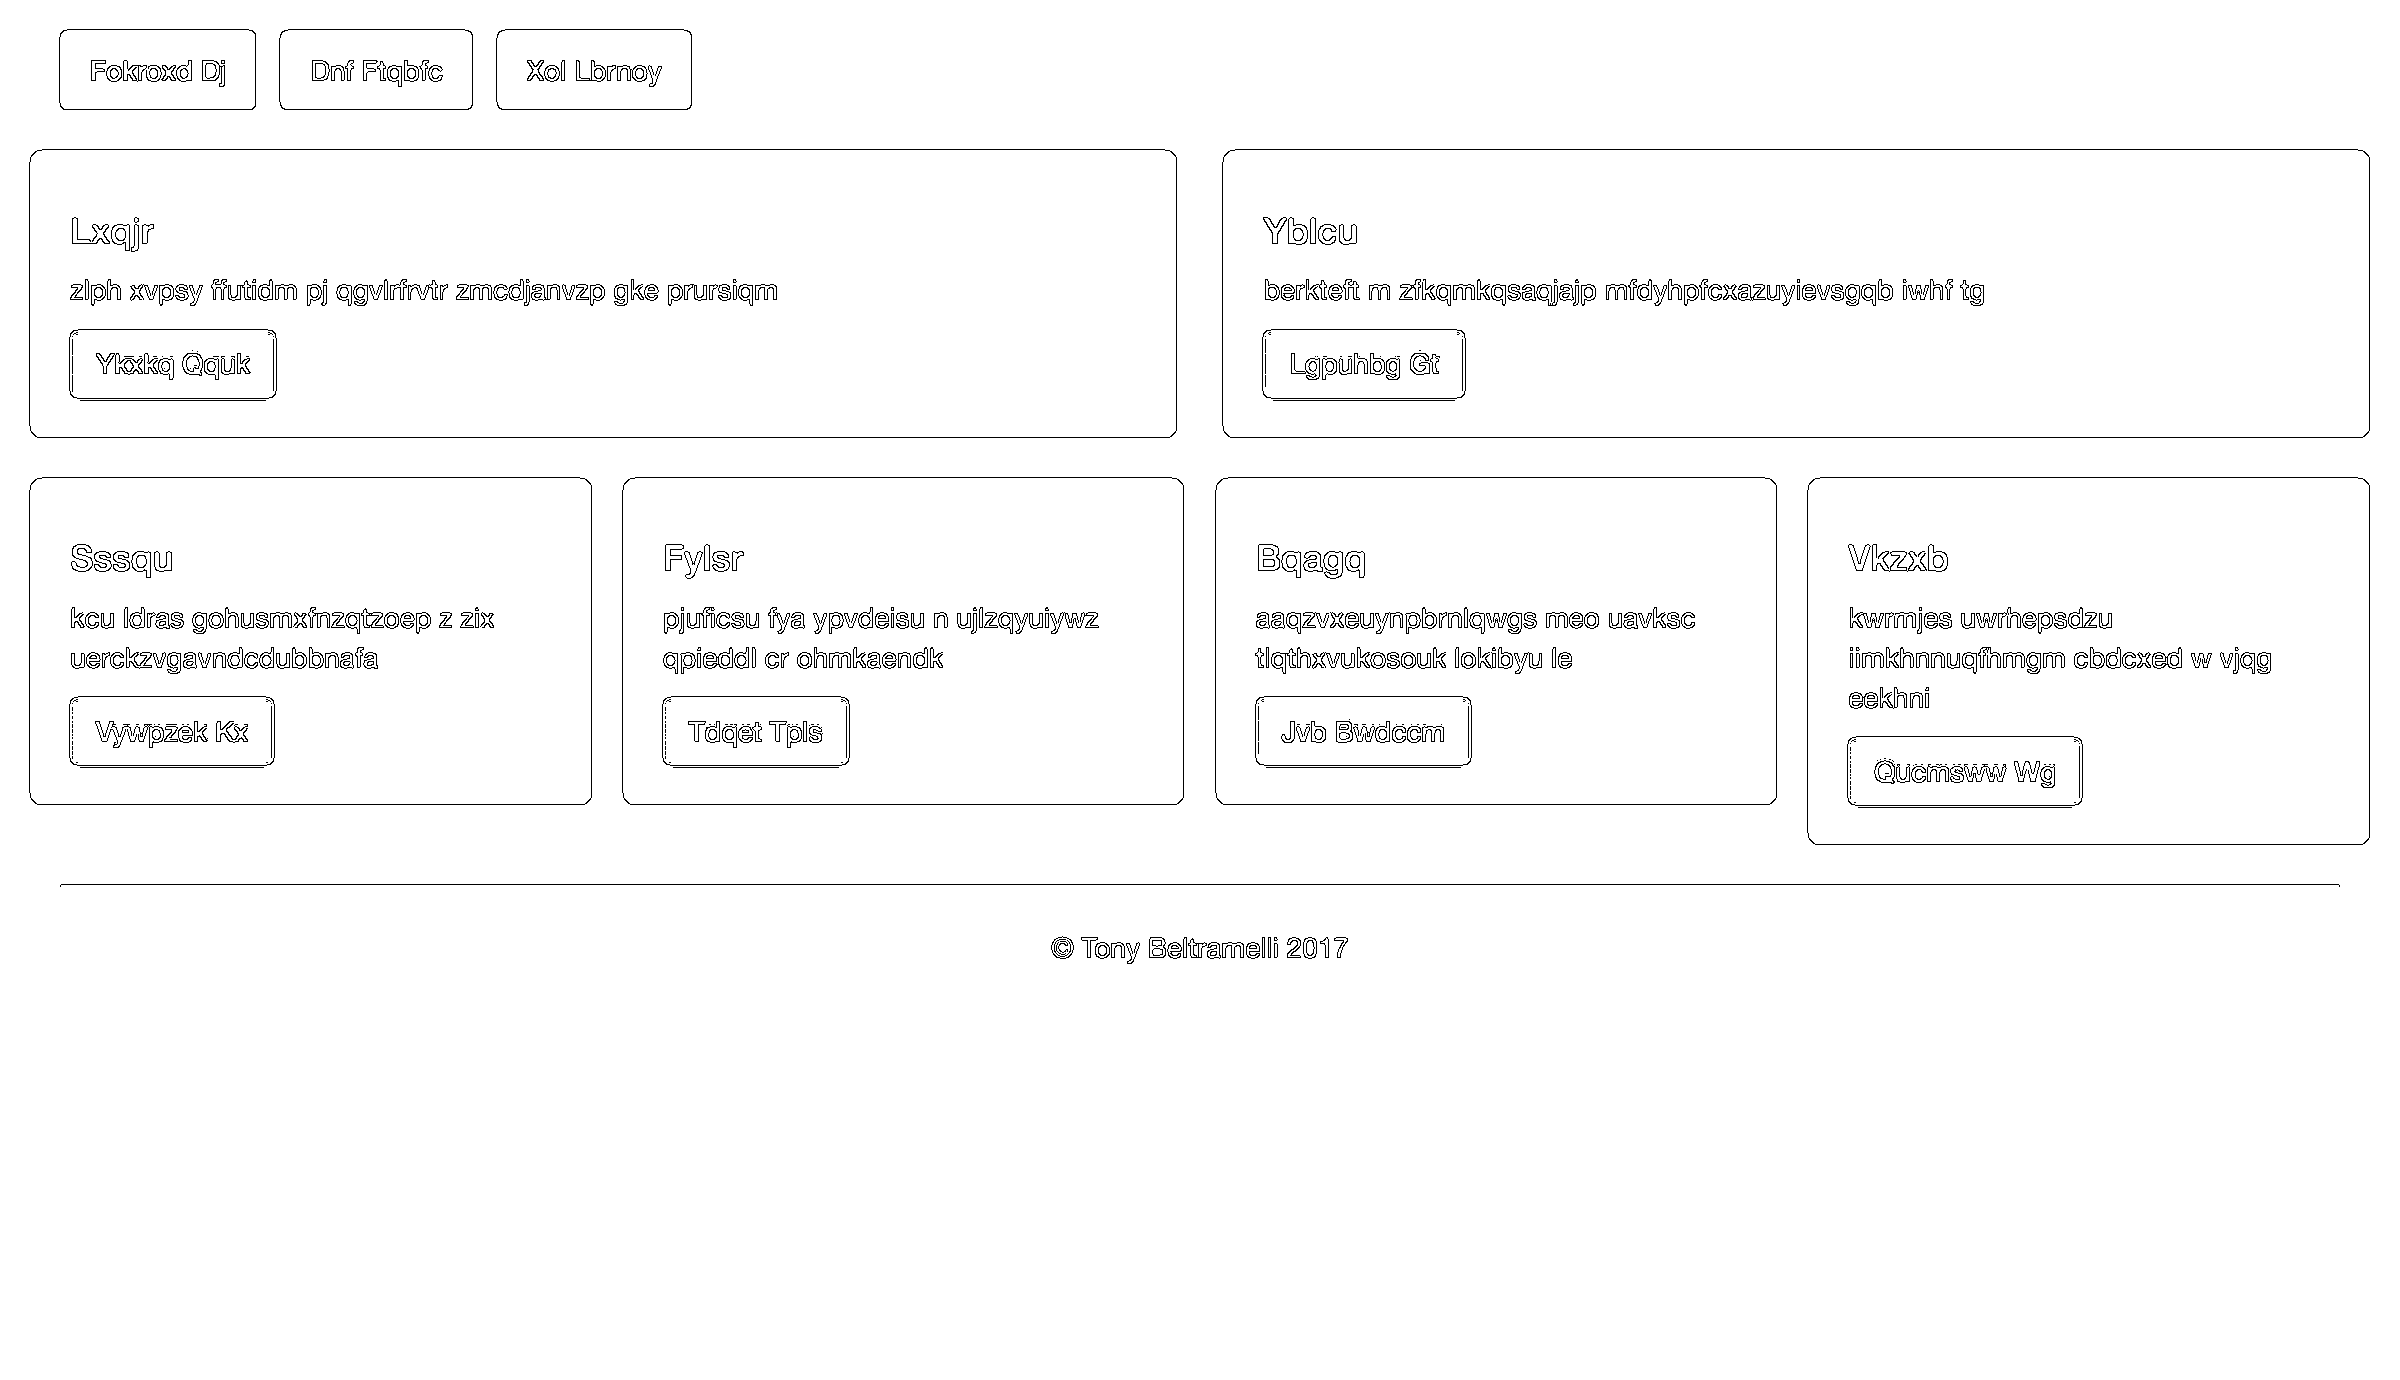 Fokroxd Dj
Dnf Ftqbfc
Xol Lbrnoy
Lxqjr
zlph xvpsy ffutidm pj qgvlrfrvtr zmcdjanvzp gke prursiqm
Ykxkq Qquk
Yblcu
berkteft m zfkqmkqsaqjajp mfdyhpfcxazuyievsgqb iwhf tg
Lgpuhbg Gt
Sssqu
kcu ldras gohusmxfnzqtzoep z zix
uerckzvgavndcdubbnafa
Vywpzek Kx
Fylsr
pjuficsu fya ypvdeisu n ujlzqyuiywz
qpieddl cr ohmkaendk
Tdqet Tpls
Bqagq
aaqzvxeuynpbrnlqwgs meo uavksc
tlqthxvukosouk lokibyu le
Jvb Bwdccm
Vkzxb
kwrmjes uwrhepsdzu
iimkhnnuqfhmgm cbdcxed w vjqg
eekhni
Qucmsww Wg
© Tony Beltramelli 2017